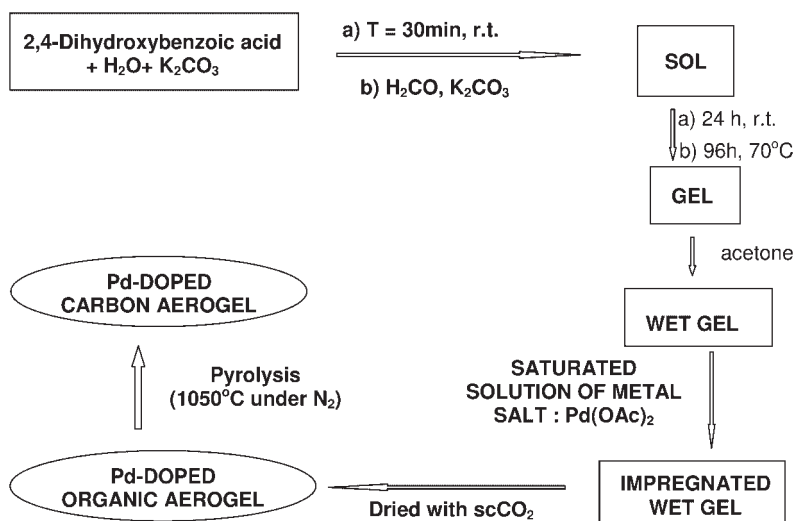 2,4-Dihydroxybenzoic acid
+ H₂O+ K₂CO₃
a) T = 30min, r.t.
b) H₂CO, K₂CO₃
SOL
a) 24 h, r.t.
b) 96h, 70°C
GEL
acetone
WET GEL
SATURATED
SOLUTION OF METAL
SALT : Pd(OAc)₂
IMPREGNATED
WET GEL
Dried with scCO₂
Pd-DOPED
ORGANIC AEROGEL
Pyrolysis
(1050°C under N₂)
Pd-DOPED
CARBON AEROGEL